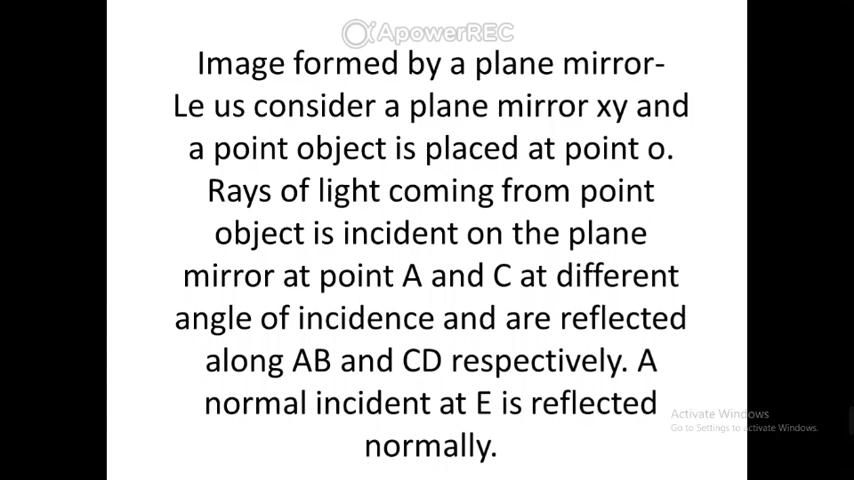 ApowerREC
Image formed by a plane mirror-
Le us consider a plane mirror xy and
a point object is placed at point o.
Rays of light coming from point
object is incident on the plane
mirror at point A and C at different
angle of incidence and are reflected
along AB and CD respectively. A
normal incident at E is reflected
normally.
Activate Windows
Go to Settings to activate Windows.